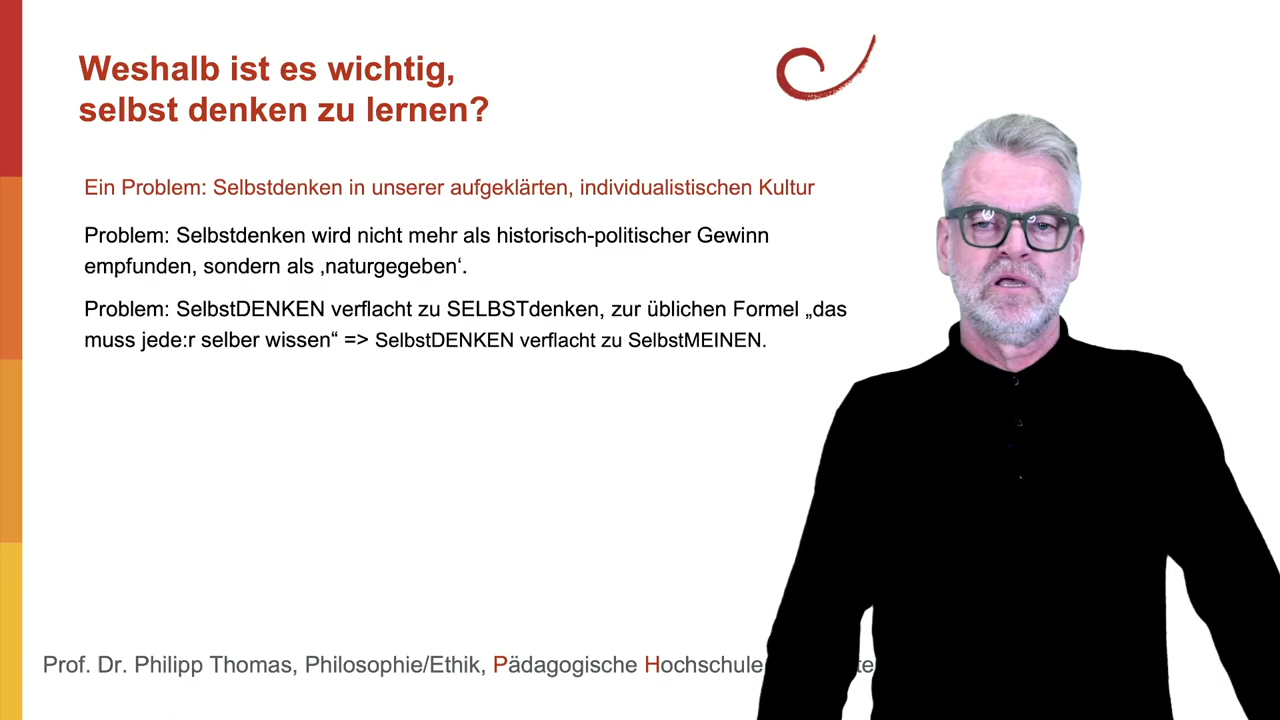 Weshalb ist es wichtig,
selbst denken zu lernen?
Ein Problem: Selbstdenken in unserer aufgeklärten, individualistischen Kultur
Problem: Selbstdenken wird nicht mehr als historisch-politischer Gewinn
empfunden, sondern als ‚naturgegeben‘.
Problem: SelbstDENKEN verflacht zu SELBSTdenken, zur üblichen Formel „das
muss jede:r selber wissen“ => SelbstDENKEN verflacht zu SelbstMEINEN.
Prof. Dr. Philipp Thomas, Philosophie/Ethik, Pädagogische Hochschule